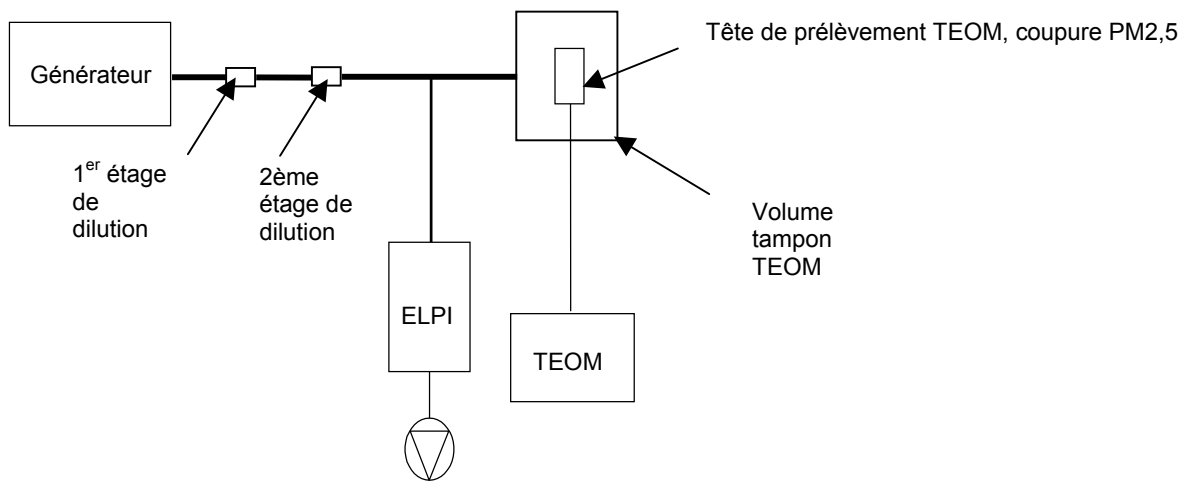 Tête de prélèvement TEOM, coupure PM2,5
Générateur
1er étage
de
dilution
2ème
étage de
dilution
Volume
tampon
TEOM
ELPI
TEOM